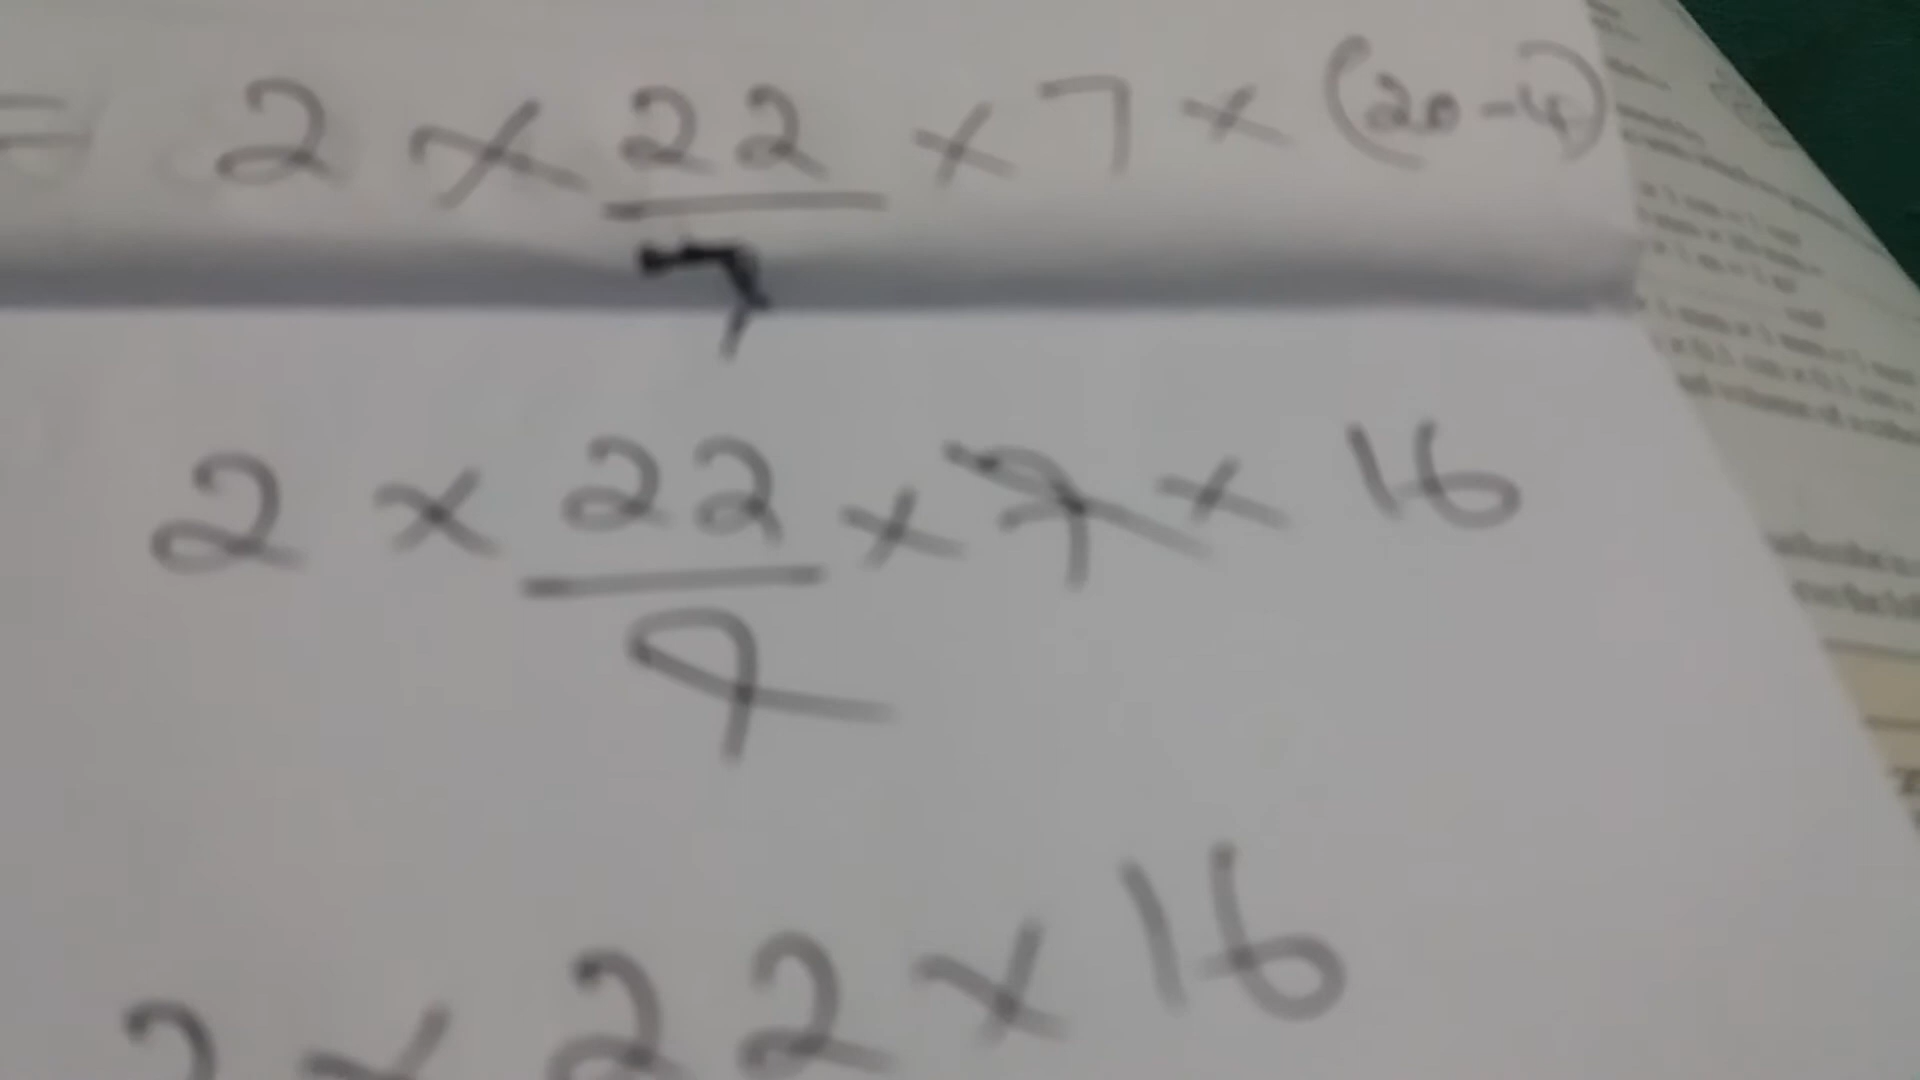 = 2 × 22/7 × 7 × (20-4)
2 × 22/7 × 7 × 16
2 × 22 × 16